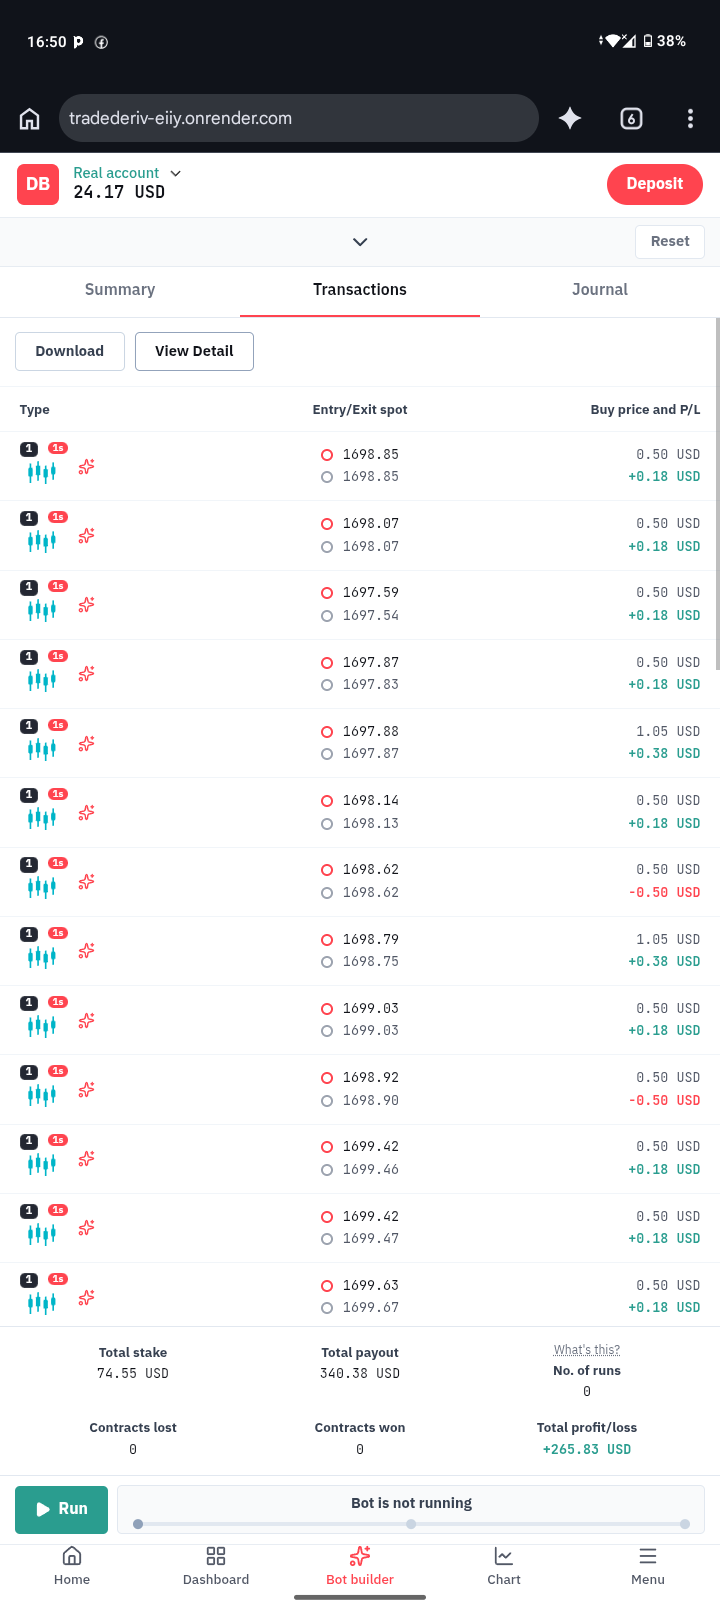 16:50
38%
tradederiv-eiiy.onrender.com
6
DB
Real account
24.17 USD
Deposit
Reset
Summary
Transactions
Journal
Download
View Detail
Type
Entry/Exit spot
Buy price and P/L
1 1s
1698.85
0.50 USD
1698.85
+0.18 USD
1 1s
1698.07
0.50 USD
1698.07
+0.18 USD
1 1s
1697.59
0.50 USD
1697.54
+0.18 USD
1 1s
1697.87
0.50 USD
1697.83
+0.18 USD
1 1s
1697.88
1.05 USD
1697.87
+0.38 USD
1 1s
1698.14
0.50 USD
1698.13
+0.18 USD
1 1s
1698.62
0.50 USD
1698.62
-0.50 USD
1 1s
1698.79
1.05 USD
1698.75
+0.38 USD
1 1s
1699.03
0.50 USD
1699.03
+0.18 USD
1 1s
1698.92
0.50 USD
1698.90
-0.50 USD
1 1s
1699.42
0.50 USD
1699.46
+0.18 USD
1 1s
1699.42
0.50 USD
1699.47
+0.18 USD
1 1s
1699.63
0.50 USD
1699.67
+0.18 USD
Total stake
74.55 USD
Total payout
340.38 USD
What's this?
No. of runs
0
Contracts lost
0
Contracts won
0
Total profit/loss
+265.83 USD
Run
Bot is not running
Home
Dashboard
Bot builder
Chart
Menu